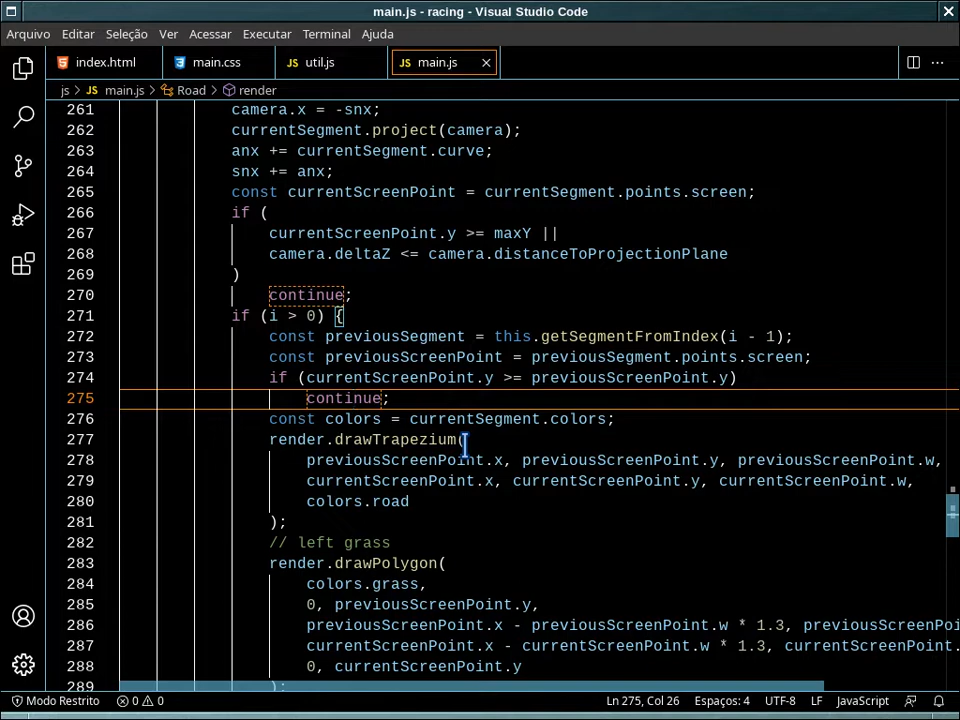 main.js - racing - Visual Studio Code
Arquivo Editar Seleção Ver Acessar Executar Terminal Ajuda
index.html main.css JS util.js JS main.js
js > JS main.js > Road > render
261 camera.x = -snx;
262 currentSegment.project(camera);
263 anx += currentSegment.curve;
264 snx += anx;
265 const currentScreenPoint = currentSegment.points.screen;
266 if (
267 currentScreenPoint.y >= maxY ||
268 camera.deltaZ <= camera.distanceToProjectionPlane
269 )
270 continue;
271 if (i > 0) {
272 const previousSegment = this.getSegmentFromIndex(i - 1);
273 const previousScreenPoint = previousSegment.points.screen;
274 if (currentScreenPoint.y >= previousScreenPoint.y)
275 continue;
276 const colors = currentSegment.colors;
277 render.drawTrapezium(
278 previousScreenPoint.x, previousScreenPoint.y, previousScreenPoint.w,
279 currentScreenPoint.x, currentScreenPoint.y, currentScreenPoint.w,
280 colors.road
281 );
282 // left grass
283 render.drawPolygon(
284 colors.grass,
285 0, previousScreenPoint.y,
286 previousScreenPoint.x - previousScreenPoint.w * 1.3, previousScreenPoi
287 currentScreenPoint.x - currentScreenPoint.w * 1.3, currentScreenPoint.
288 0, currentScreenPoint.y
289 );
Modo Restrito 0 0 Ln 275, Col 26 Espaços: 4 UTF-8 LF JavaScript